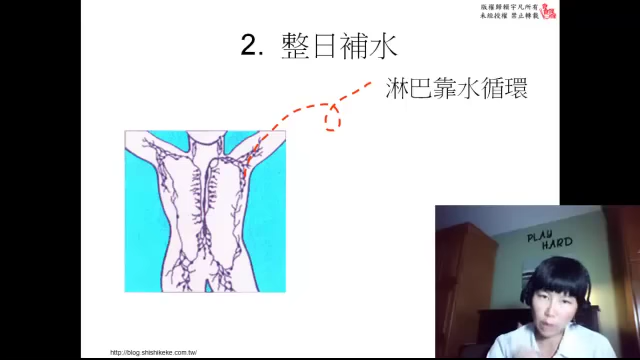 版權歸賴宇凡所有
未經授權 禁止轉載
2. 整日補水
淋巴靠水循環
PLAY
HARD
http://blog.shishikeke.com.tw/